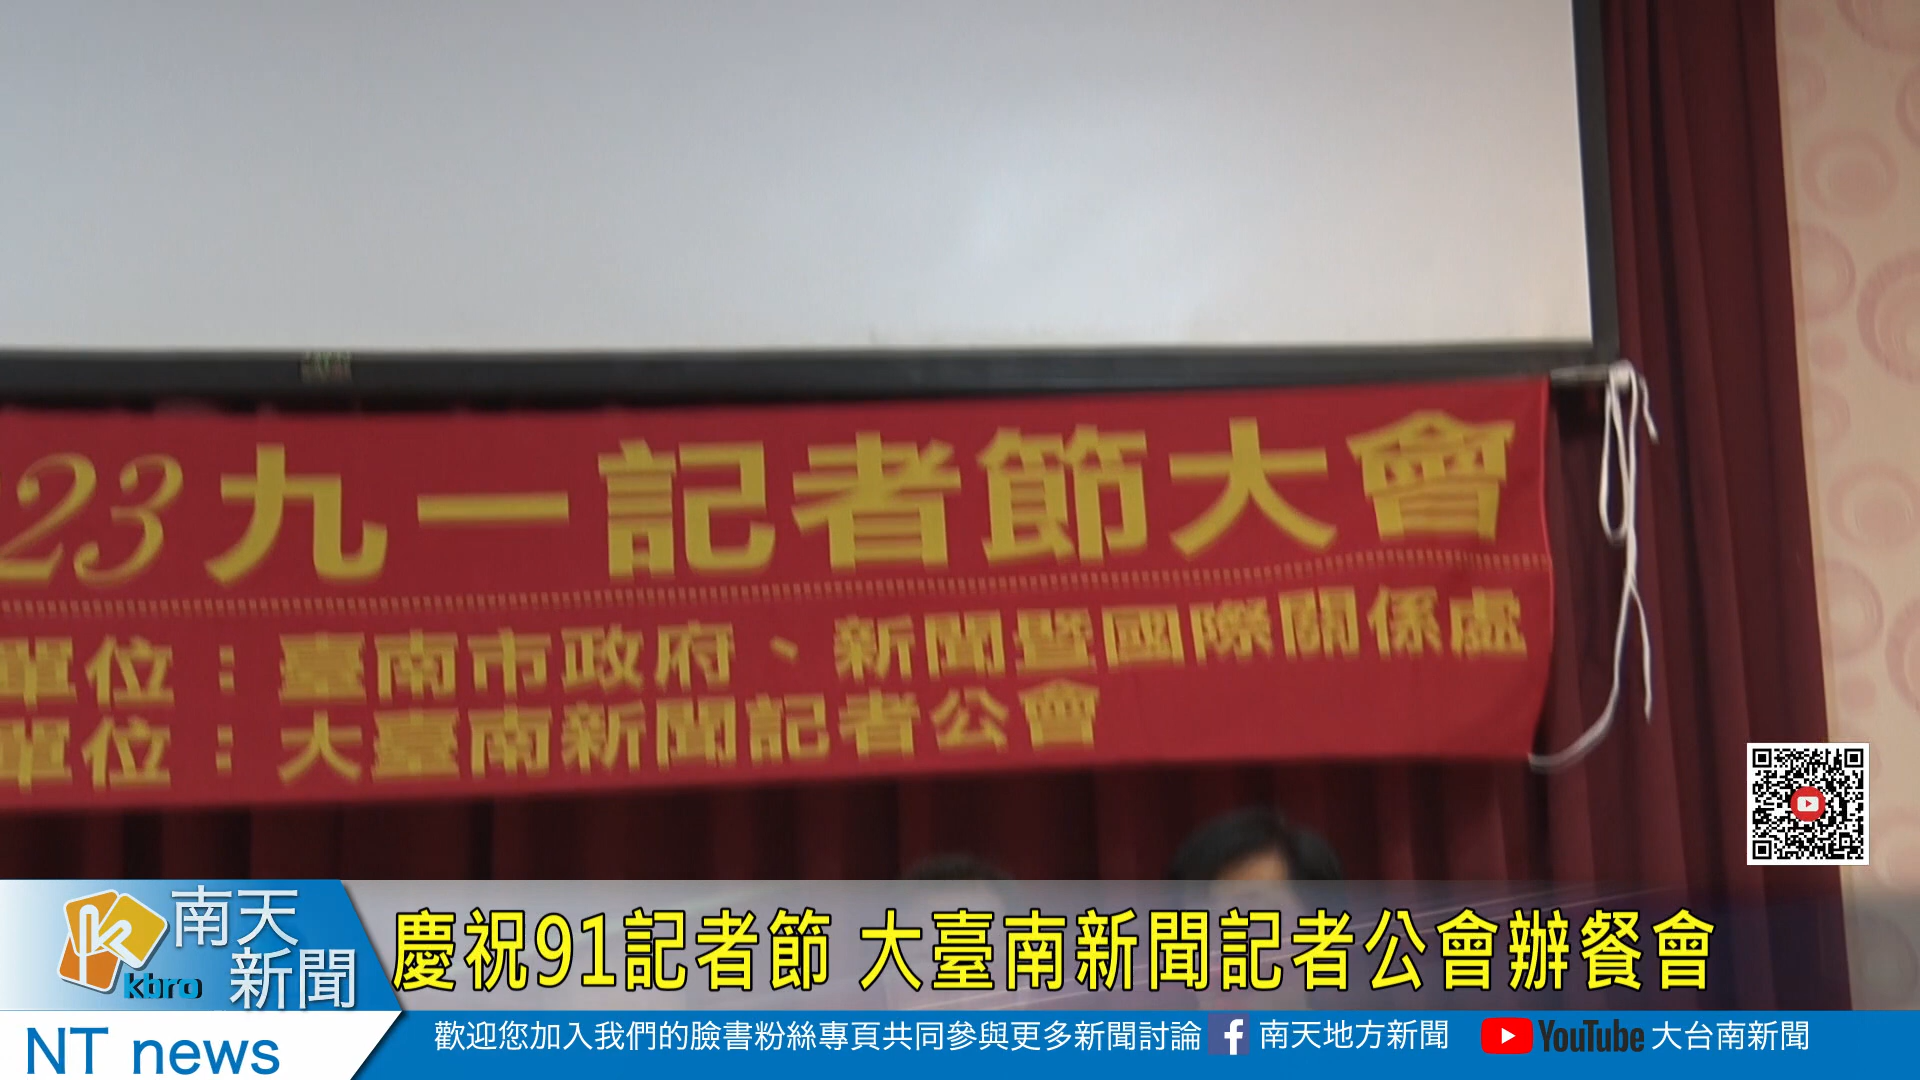 23九一記者節大會
單位：臺南市政府、新聞暨國際關係處
單位：大臺南新聞記者公會
南天新聞
kbro
慶祝91記者節 大臺南新聞記者公會辦餐會
NT news
歡迎您加入我們的臉書粉絲專頁共同參與更多新聞討論 南天地方新聞 YouTube 大台南新聞